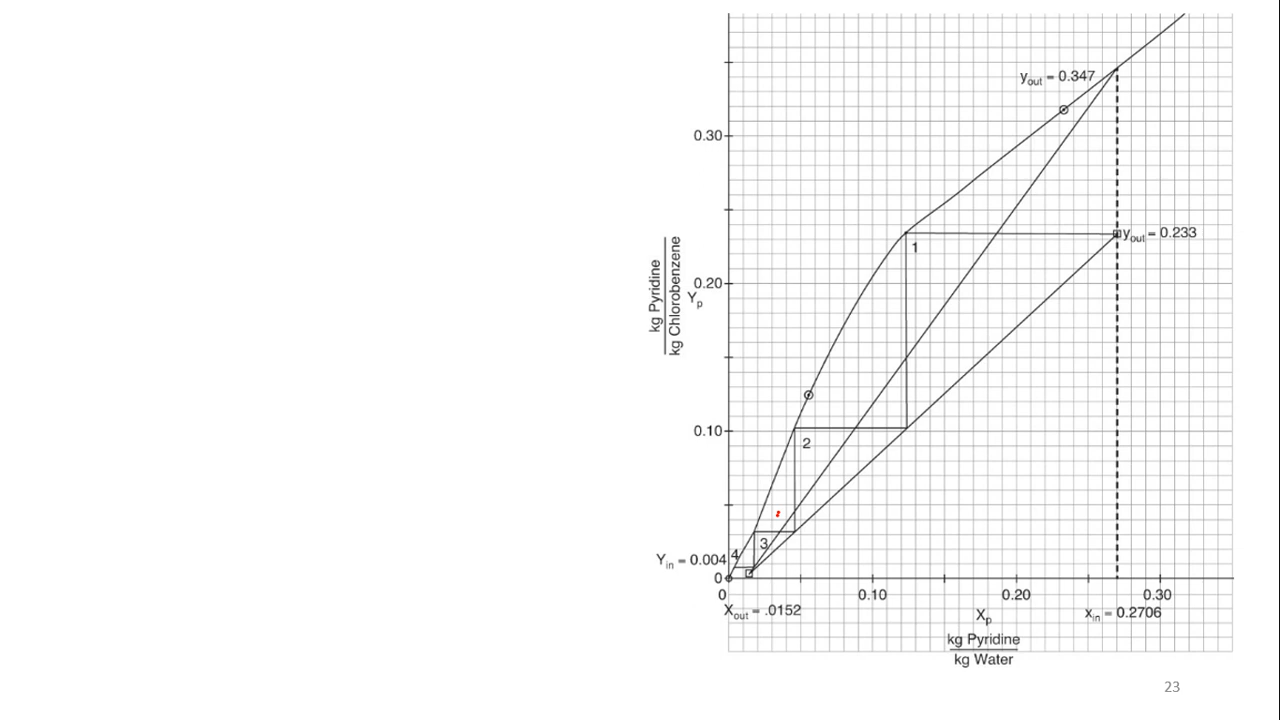 y_out = 0.347
0.30
y_out = 0.233
1
kg Pyridine
kg Chlorobenzene
0.20
Y_p
0.10
2
3
4
Y_in = 0.004
0
0
0.10
0.20
0.30
X_out = .0152
X_p
x_in = 0.2706
kg Pyridine
kg Water
23